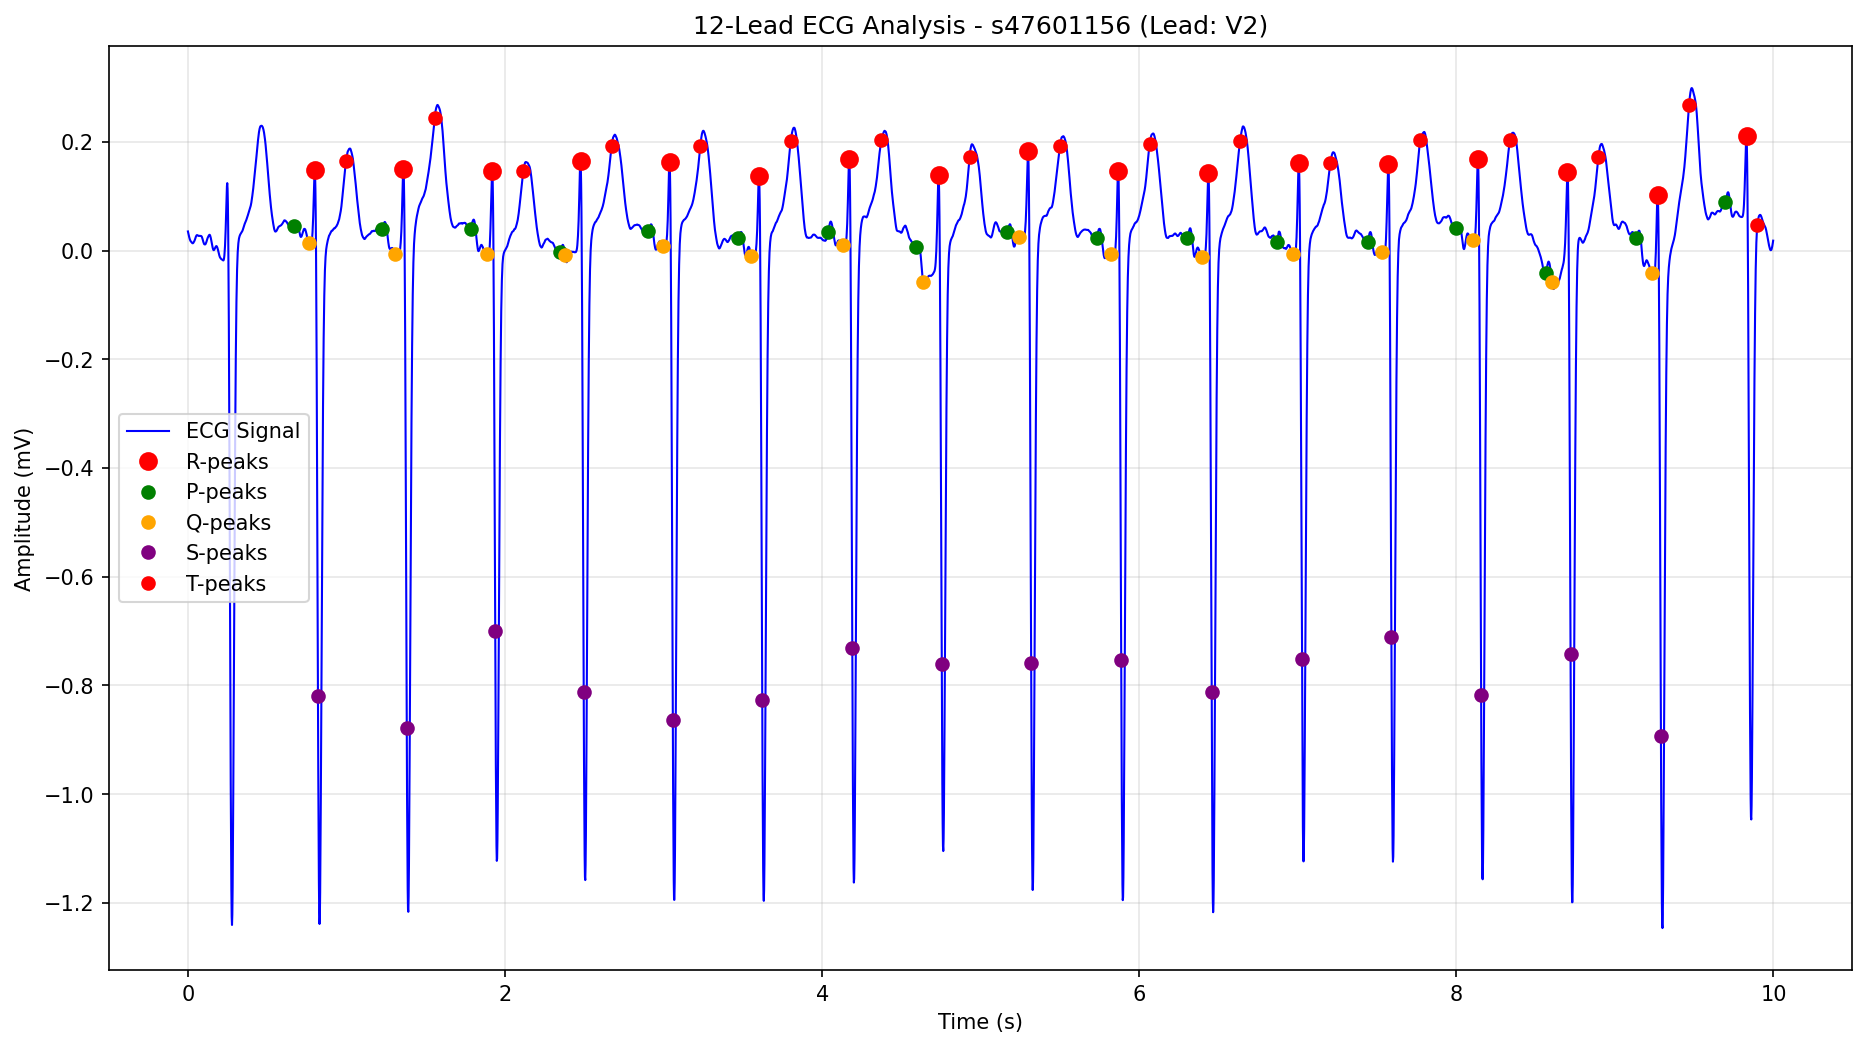 12-Lead ECG Analysis - s47601156 (Lead: V2)
Amplitude (mV)
0.2
0.0
−0.2
−0.4
−0.6
−0.8
−1.0
−1.2
ECG Signal
R-peaks
P-peaks
Q-peaks
S-peaks
T-peaks
0 2 4 6 8 10
Time (s)